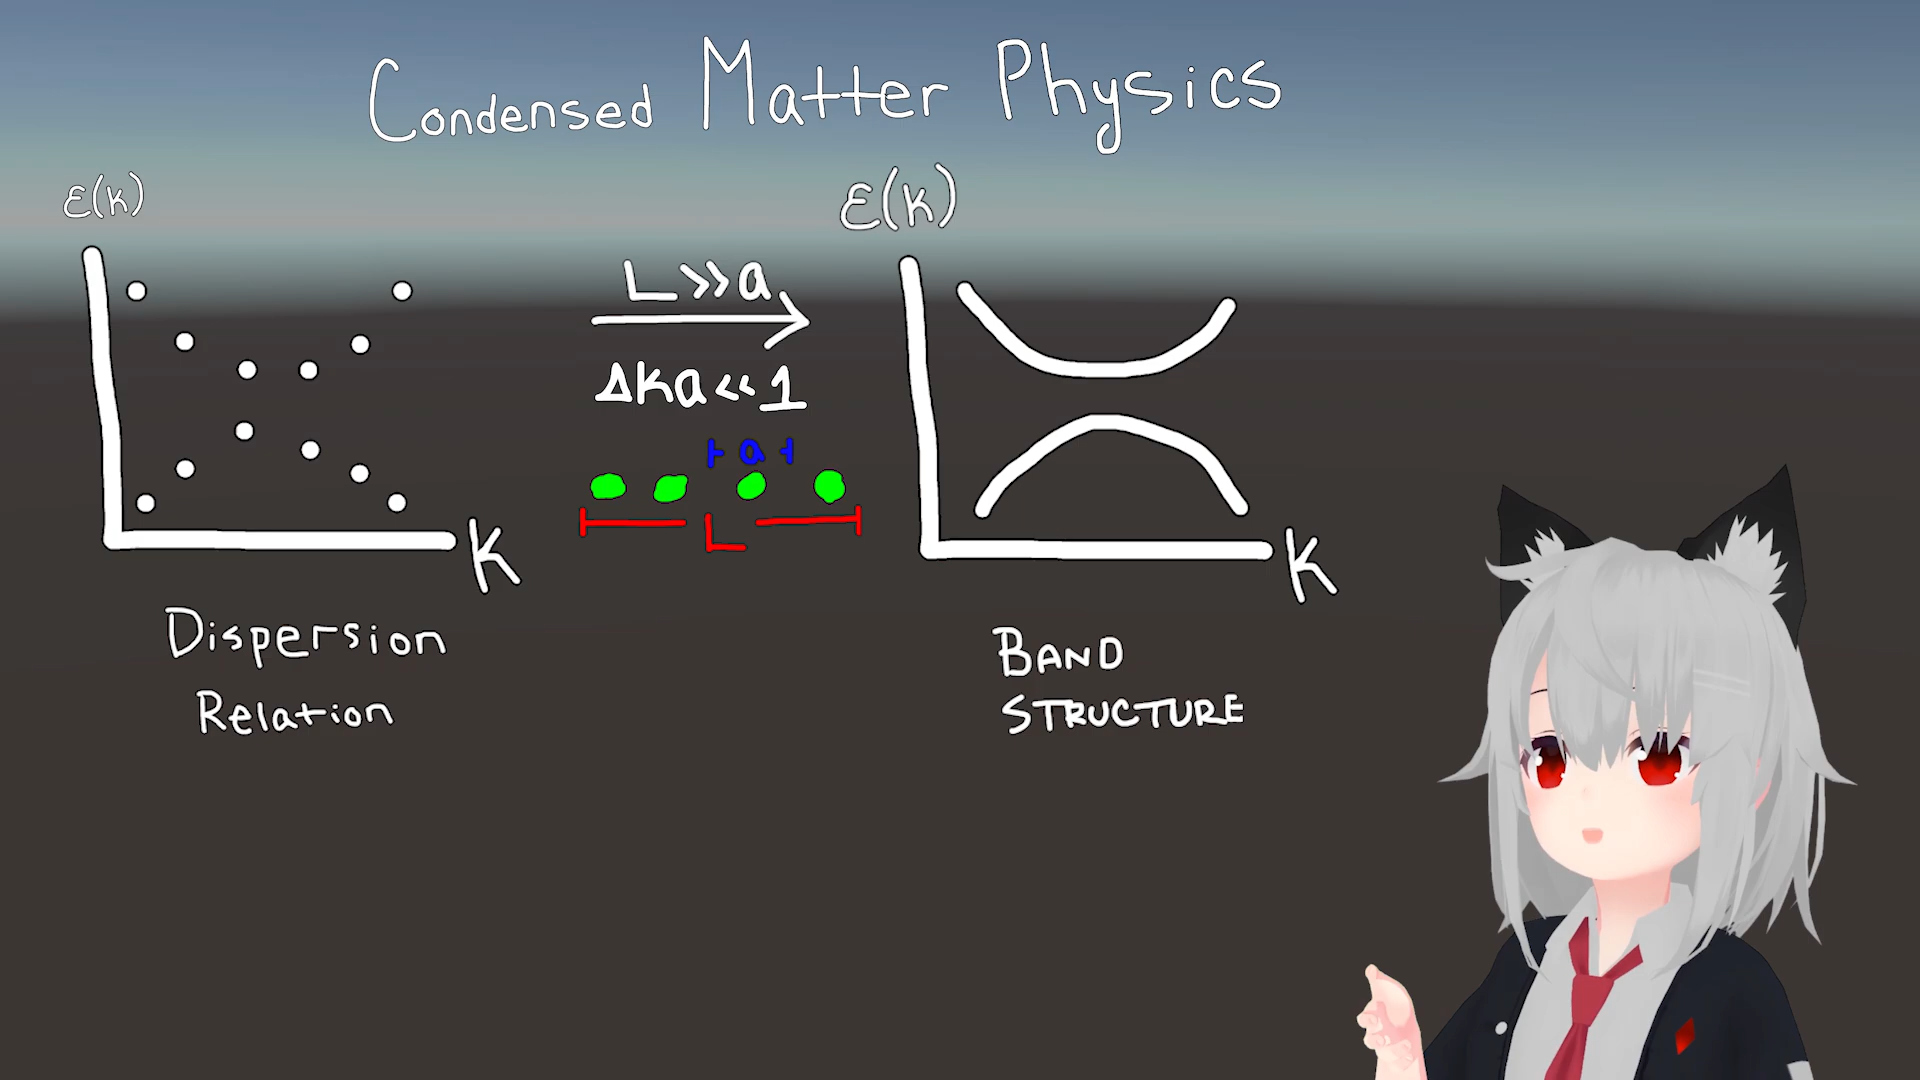 Condensed Matter Physics
ε(k)
ε(k)
L >> a
Δka << 1
a
L
k
k
Dispersion
Relation
BAND
STRUCTURE